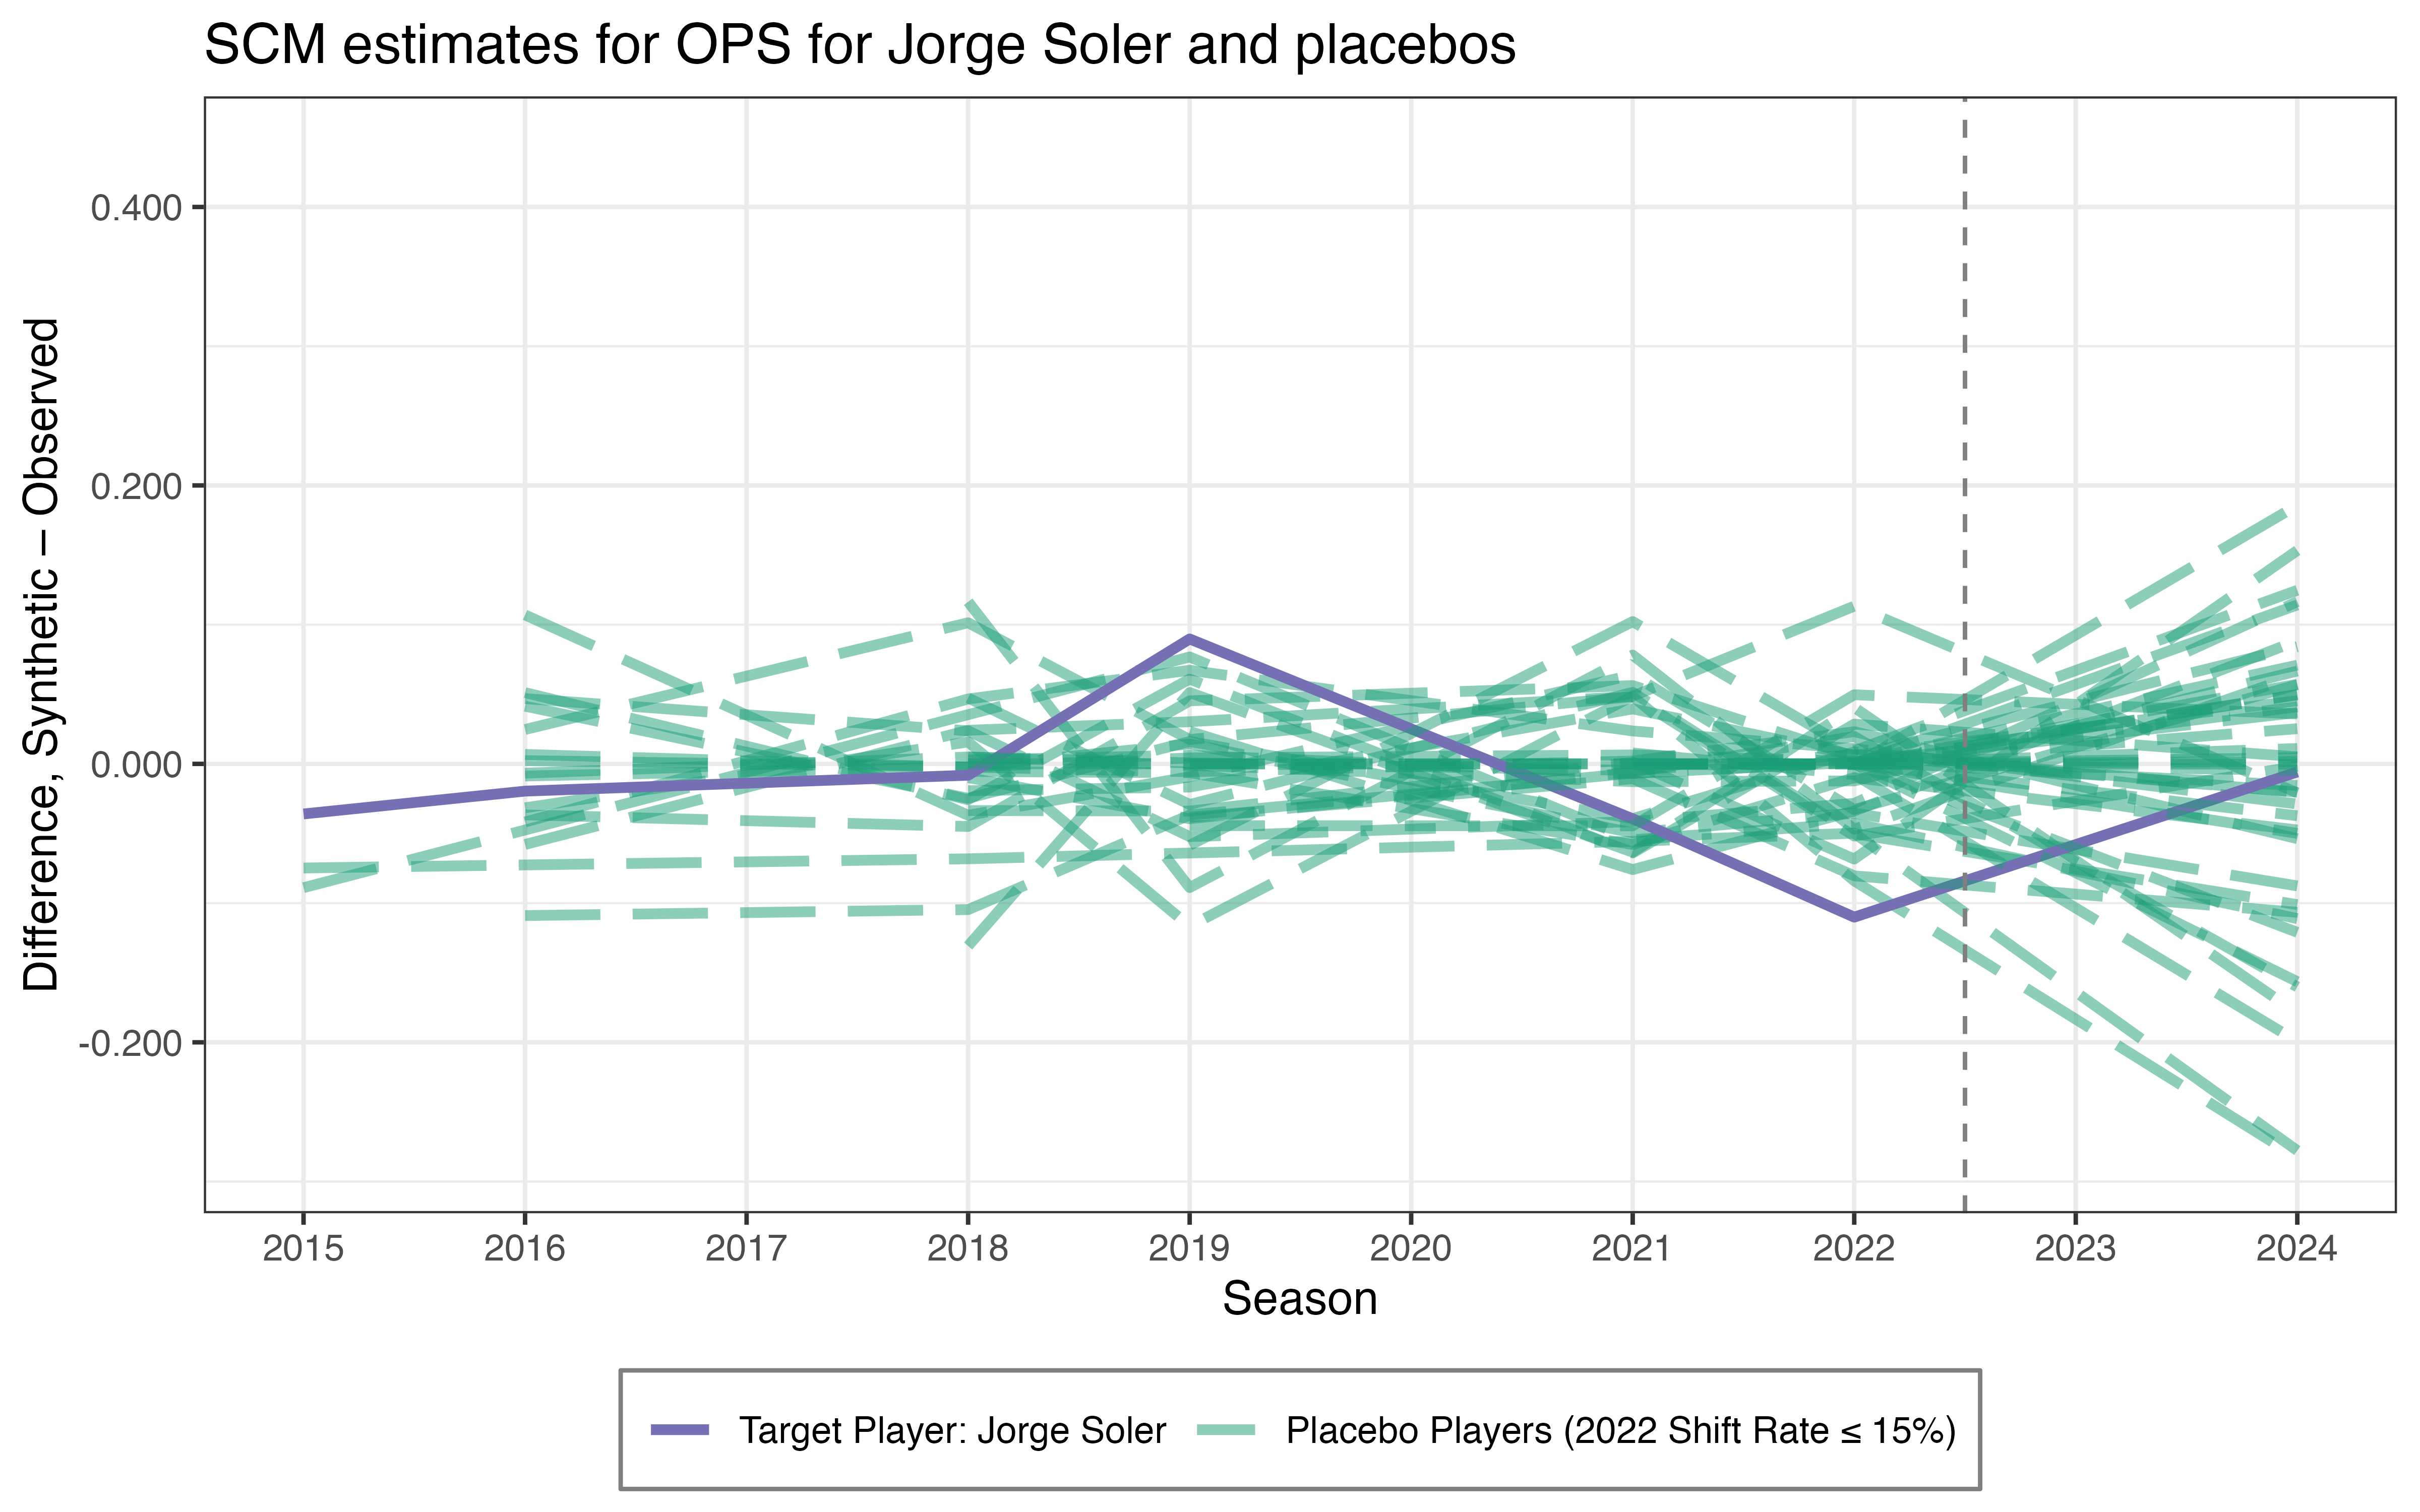 SCM estimates for OPS for Jorge Soler and placebos
Difference, Synthetic – Observed
0.400
0.200
0.000
-0.200
2015 2016 2017 2018 2019 2020 2021 2022 2023 2024
Season
Target Player: Jorge Soler Placebo Players (2022 Shift Rate ≤ 15%)